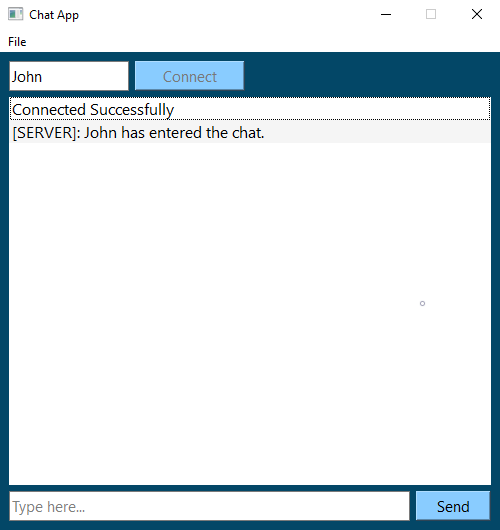 Chat App
File
John Connect
Connected Successfully
[SERVER]: John has entered the chat.
Type here... Send